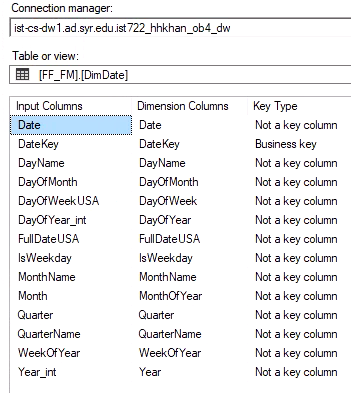 Connection manager:
ist-cs-dw1.ad.syr.edu.ist722_hhkhan_ob4_dw
Table or view:
[FF_FM].[DimDate]
Input Columns Dimension Columns Key Type
Date Date Not a key column
DateKey DateKey Business key
DayName DayName Not a key column
DayOfMonth DayOfMonth Not a key column
DayOfWeekUSA DayOfWeek Not a key column
DayOfYear_int DayOfYear Not a key column
FullDateUSA FullDateUSA Not a key column
IsWeekday IsWeekday Not a key column
MonthName MonthName Not a key column
Month MonthOfYear Not a key column
Quarter Quarter Not a key column
QuarterName QuarterName Not a key column
WeekOfYear WeekOfYear Not a key column
Year_int Year Not a key column